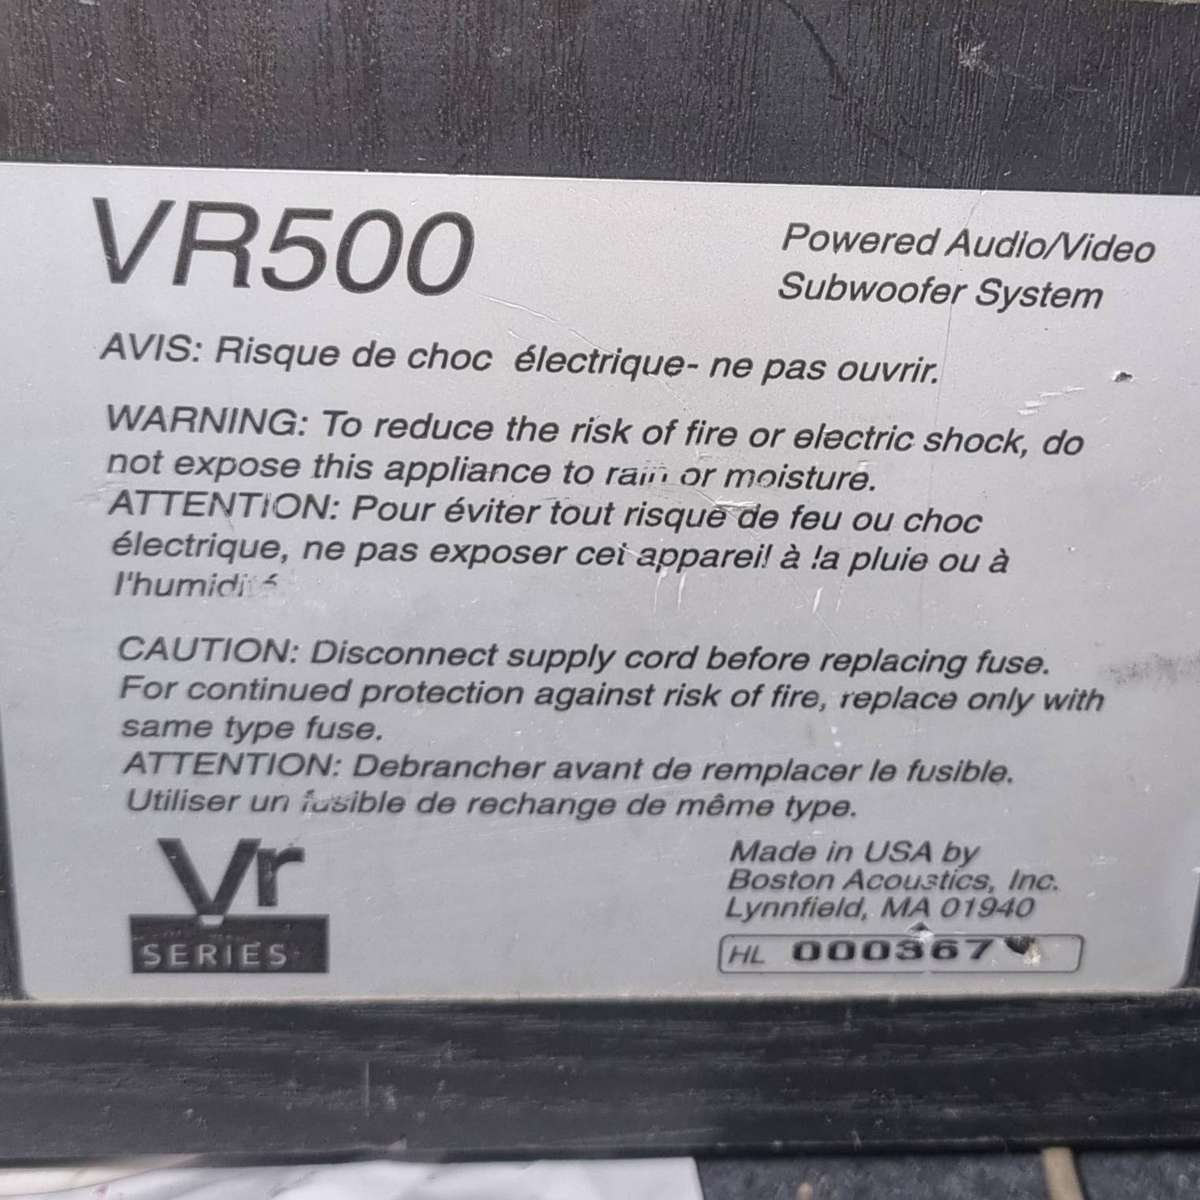 VR500
Powered Audio/Video
Subwoofer System
AVIS: Risque de choc électrique- ne pas ouvrir.
WARNING: To reduce the risk of fire or electric shock, do
not expose this appliance to rain or moisture.
ATTENTION: Pour éviter tout risque de feu ou choc
électrique, ne pas exposer cet appareil à la pluie ou à
l'humidité
CAUTION: Disconnect supply cord before replacing fuse.
For continued protection against risk of fire, replace only with
same type fuse.
ATTENTION: Debrancher avant de remplacer le fusible.
Utiliser un fusible de rechange de même type.
Vr
SERIES
Made in USA by
Boston Acoustics, Inc.
Lynnfield, MA 01940
HL 000367